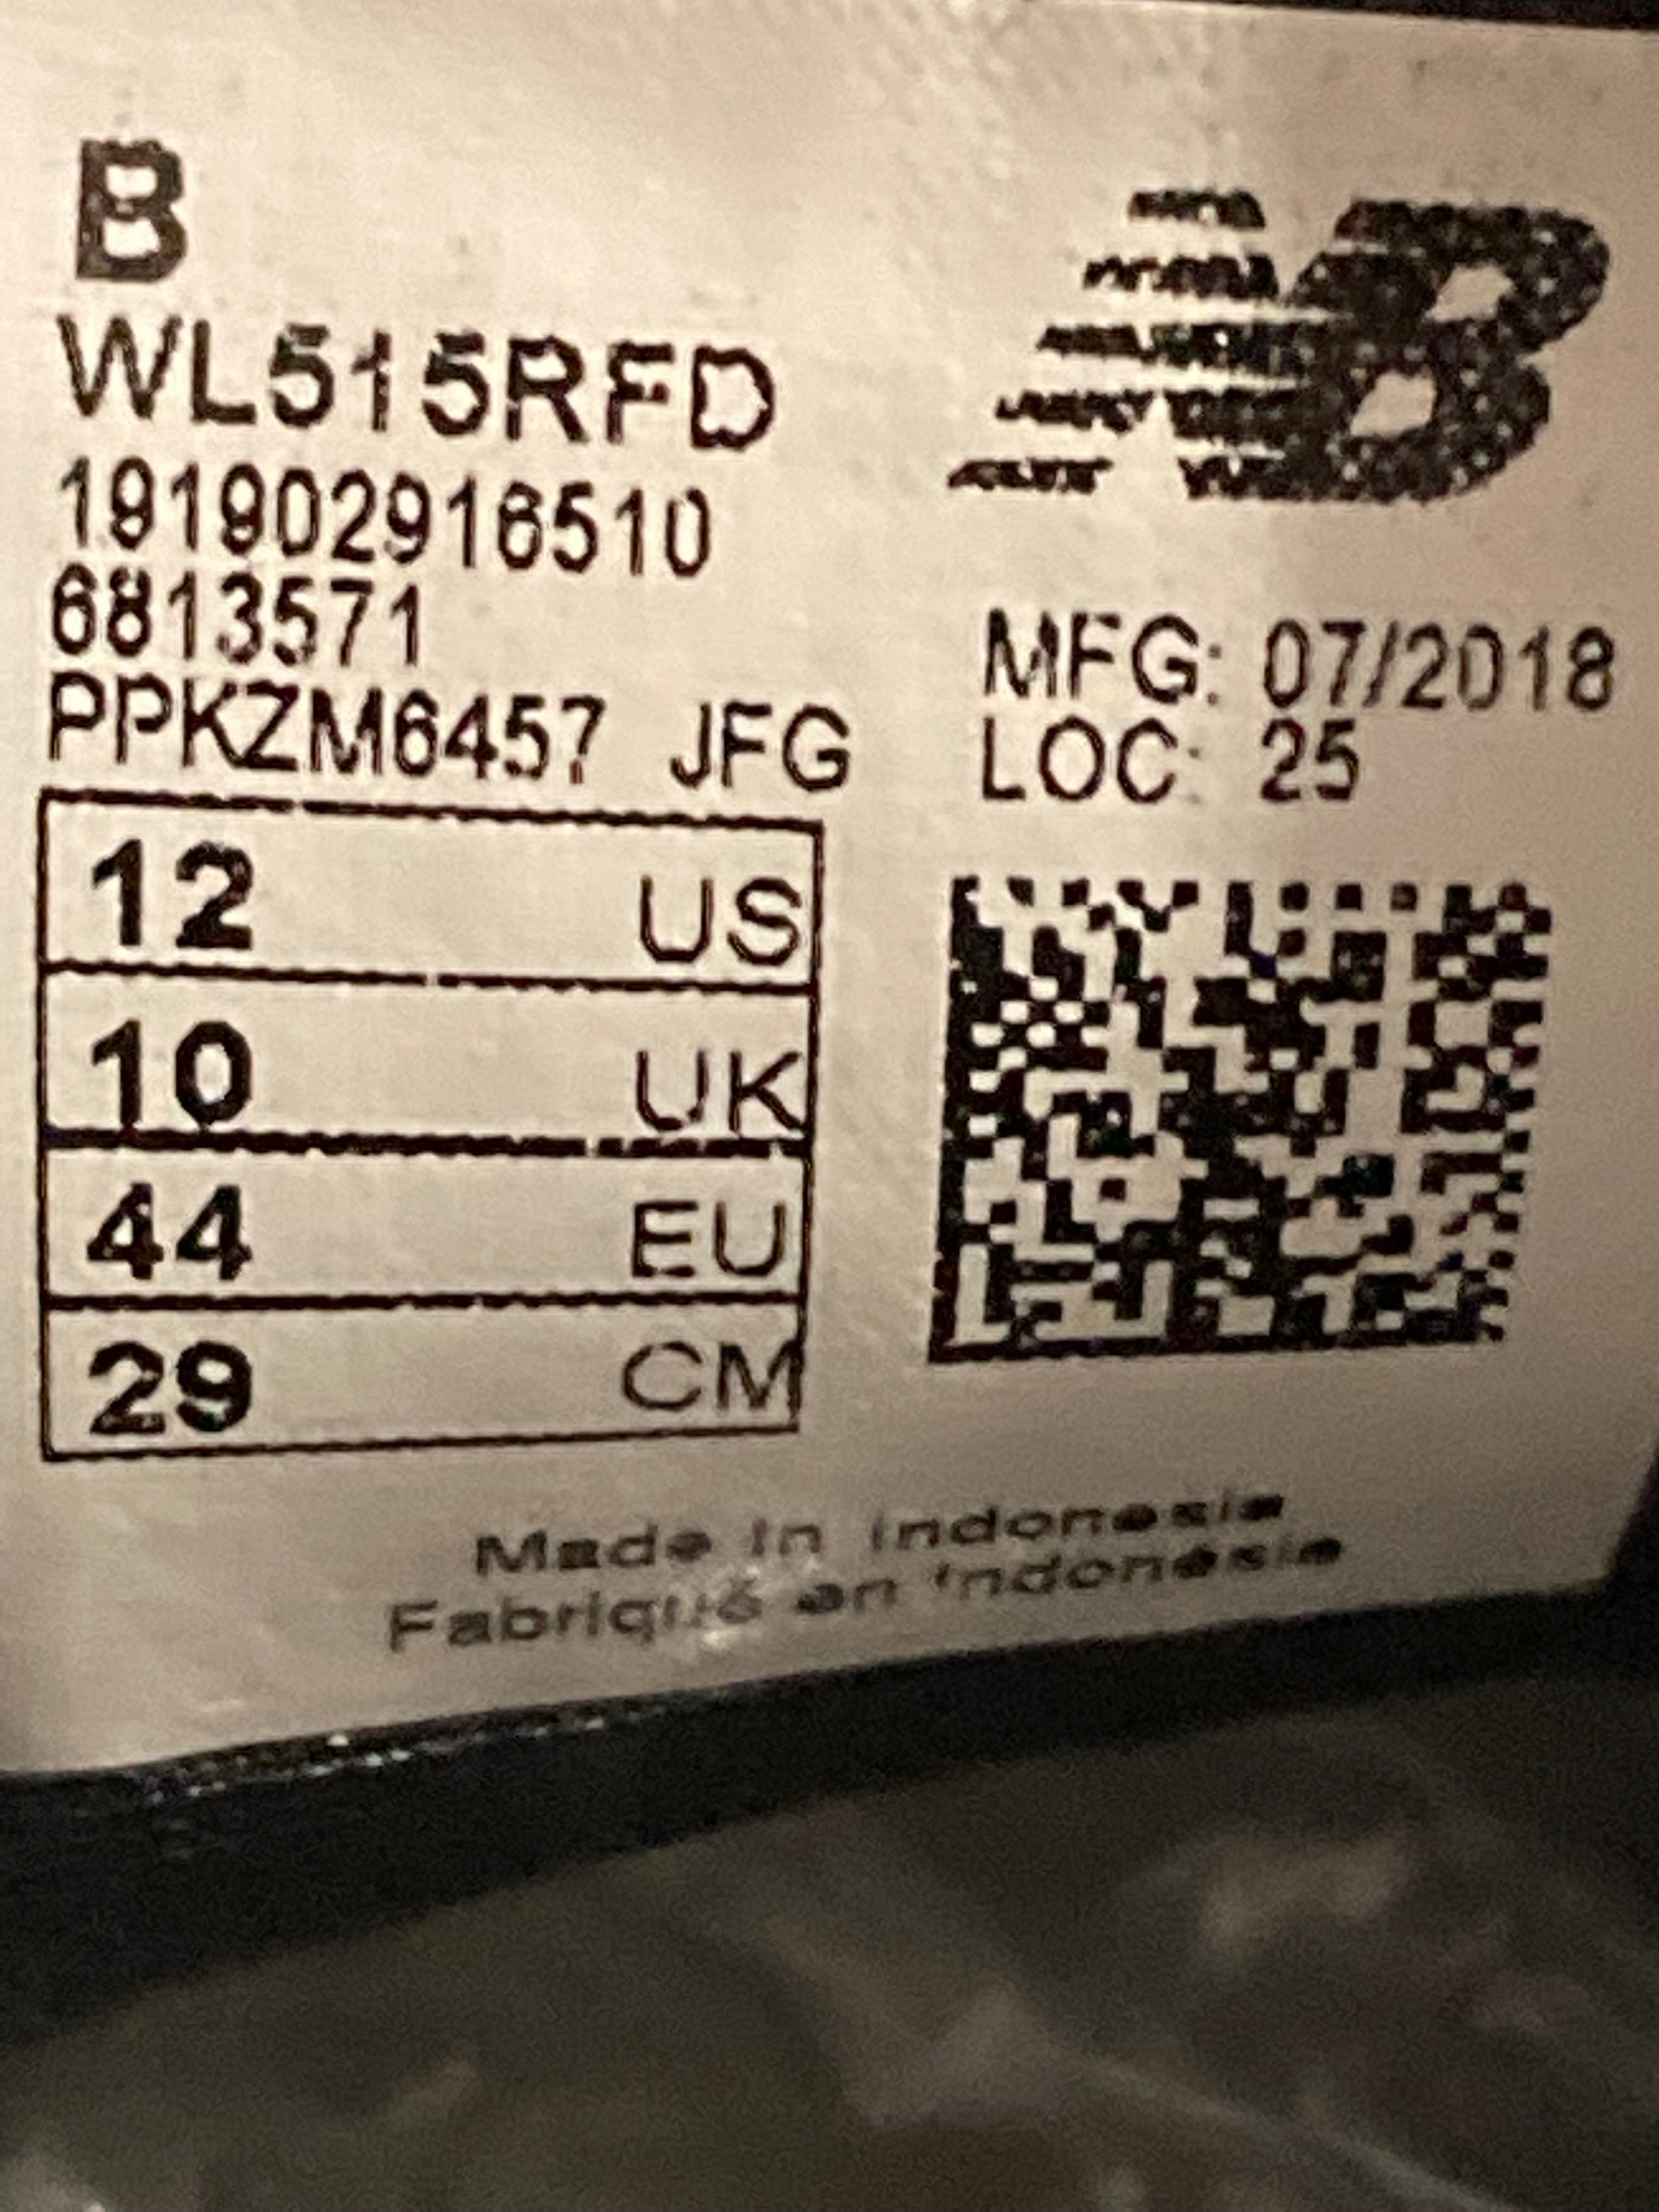 B
WL515RFD
191902916510
6813571
PPKZM6457 JFG
NB
MFG: 07/2018
LOC: 25
12 US
10 UK
44 EU
29 CM
Made in Indonesia
Fabriqué en Indonésie